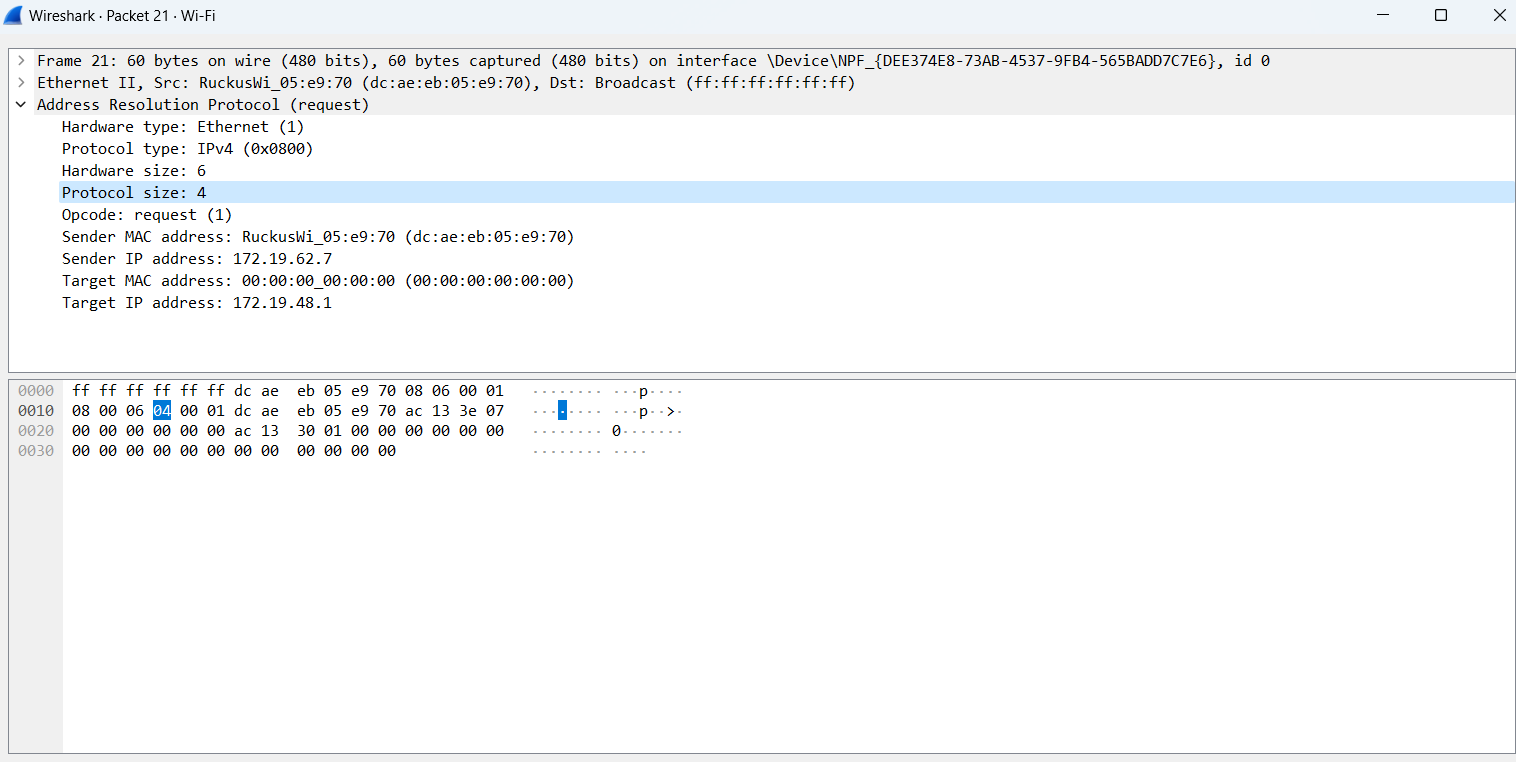 Wireshark · Packet 21 · Wi-Fi
Frame 21: 60 bytes on wire (480 bits), 60 bytes captured (480 bits) on interface \Device\NPF_{DEE374E8-73AB-4537-9FB4-565BADD7C7E6}, id 0
Ethernet II, Src: RuckusWi_05:e9:70 (dc:ae:eb:05:e9:70), Dst: Broadcast (ff:ff:ff:ff:ff:ff)
Address Resolution Protocol (request)
Hardware type: Ethernet (1)
Protocol type: IPv4 (0x0800)
Hardware size: 6
Protocol size: 4
Opcode: request (1)
Sender MAC address: RuckusWi_05:e9:70 (dc:ae:eb:05:e9:70)
Sender IP address: 172.19.62.7
Target MAC address: 00:00:00_00:00:00 (00:00:00:00:00:00)
Target IP address: 172.19.48.1
0000 ff ff ff ff ff ff dc ae eb 05 e9 70 08 06 00 01 ········ ···p····
0010 08 00 06 04 00 01 dc ae eb 05 e9 70 ac 13 3e 07 ········ ···p··>·
0020 00 00 00 00 00 00 ac 13 30 01 00 00 00 00 00 00 ········ 0·······
0030 00 00 00 00 00 00 00 00 00 00 00 00 ········ ····